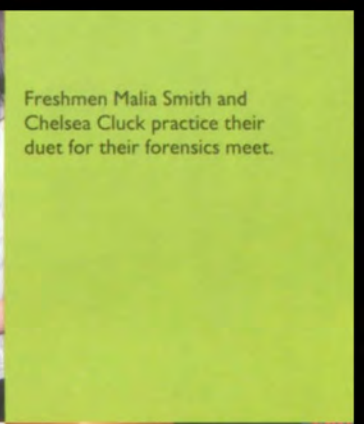 Freshmen Malia Smith and
Chelsea Cluck practice their
duet for their forensics meet.